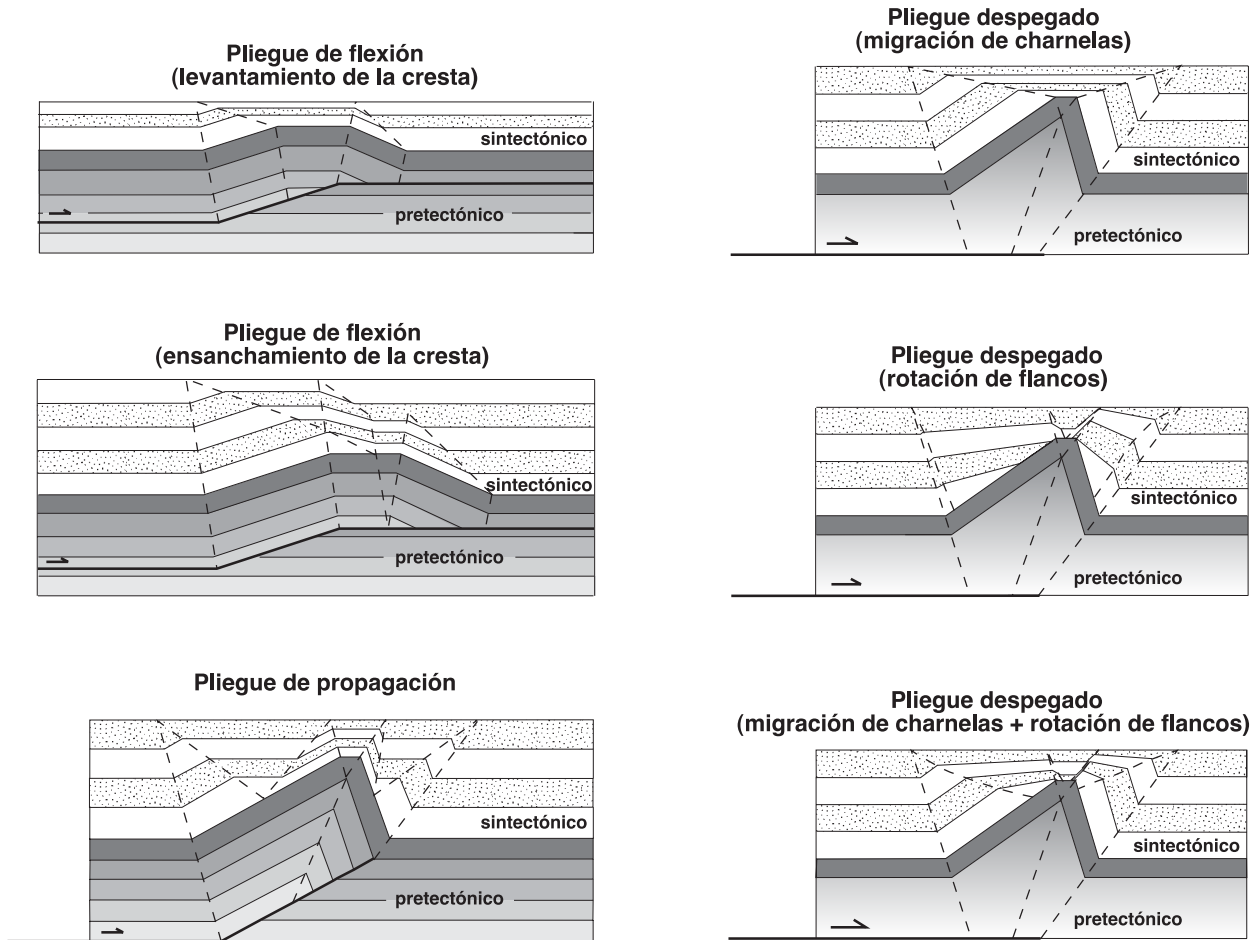 Pliegue de flexión
(levantamiento de la cresta)
sintectónico
pretectónico
Pliegue despegado
(migración de charnelas)
sintectónico
pretectónico
Pliegue de flexión
(ensanchamiento de la cresta)
sintectónico
pretectónico
Pliegue despegado
(rotación de flancos)
sintectónico
pretectónico
Pliegue de propagación
sintectónico
pretectónico
Pliegue despegado
(migración de charnelas + rotación de flancos)
sintectónico
pretectónico